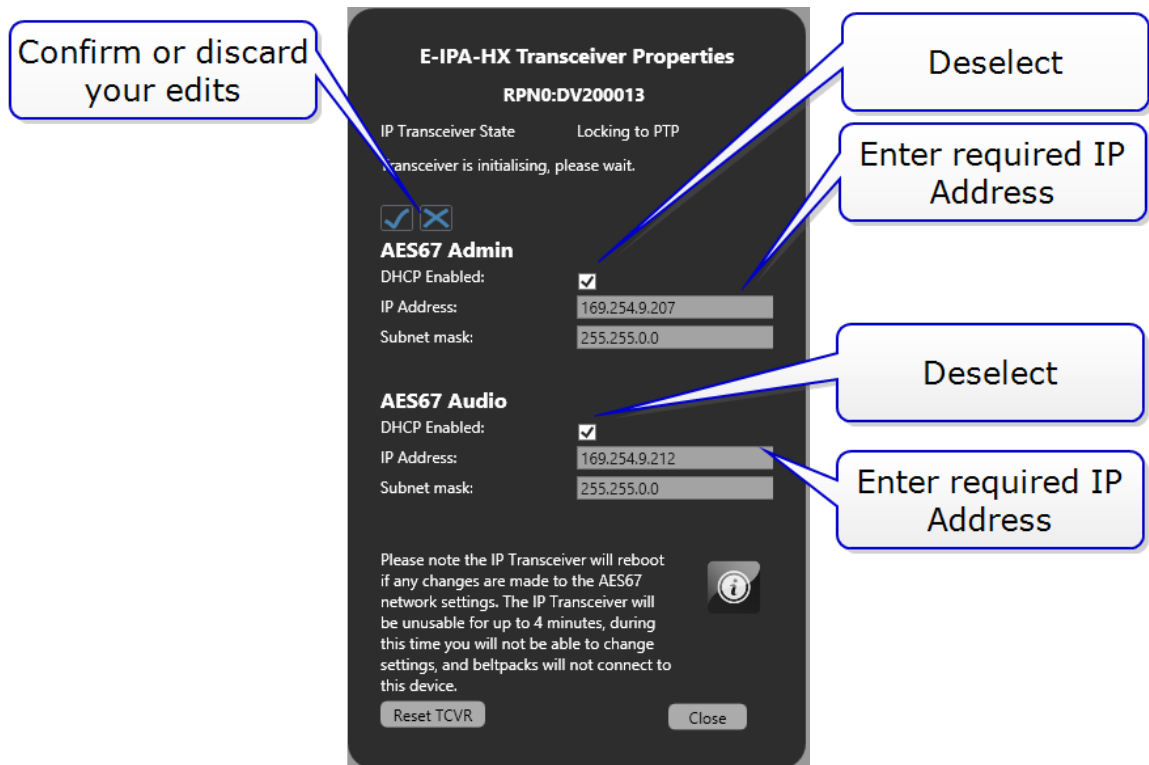 Confirm or discard
your edits
E-IPA-HX Transceiver Properties
RPN0:DV200013
IP Transceiver State Locking to PTP
Transceiver is initialising, please wait.
AES67 Admin
DHCP Enabled:
IP Address: 169.254.9.207
Subnet mask: 255.255.0.0
AES67 Audio
DHCP Enabled:
IP Address: 169.254.9.212
Subnet mask: 255.255.0.0
Please note the IP Transceiver will reboot
if any changes are made to the AES67
network settings. The IP Transceiver will
be unusable for up to 4 minutes, during
this time you will not be able to change
settings, and beltpacks will not connect to
this device.
Reset TCVR
Close
Deselect
Enter required IP
Address
Deselect
Enter required IP
Address